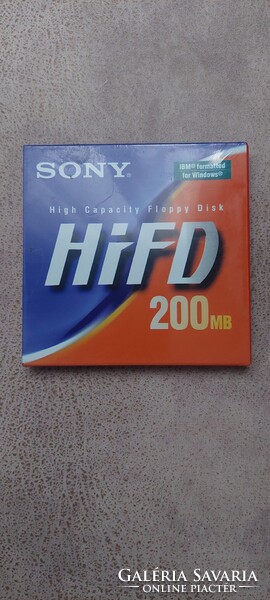 SONY®
IBM® formatted
for Windows®
High Capacity Floppy Disk
HiFD
200MB
GALÉRIA SAVARIA
ONLINE PIACTÉR